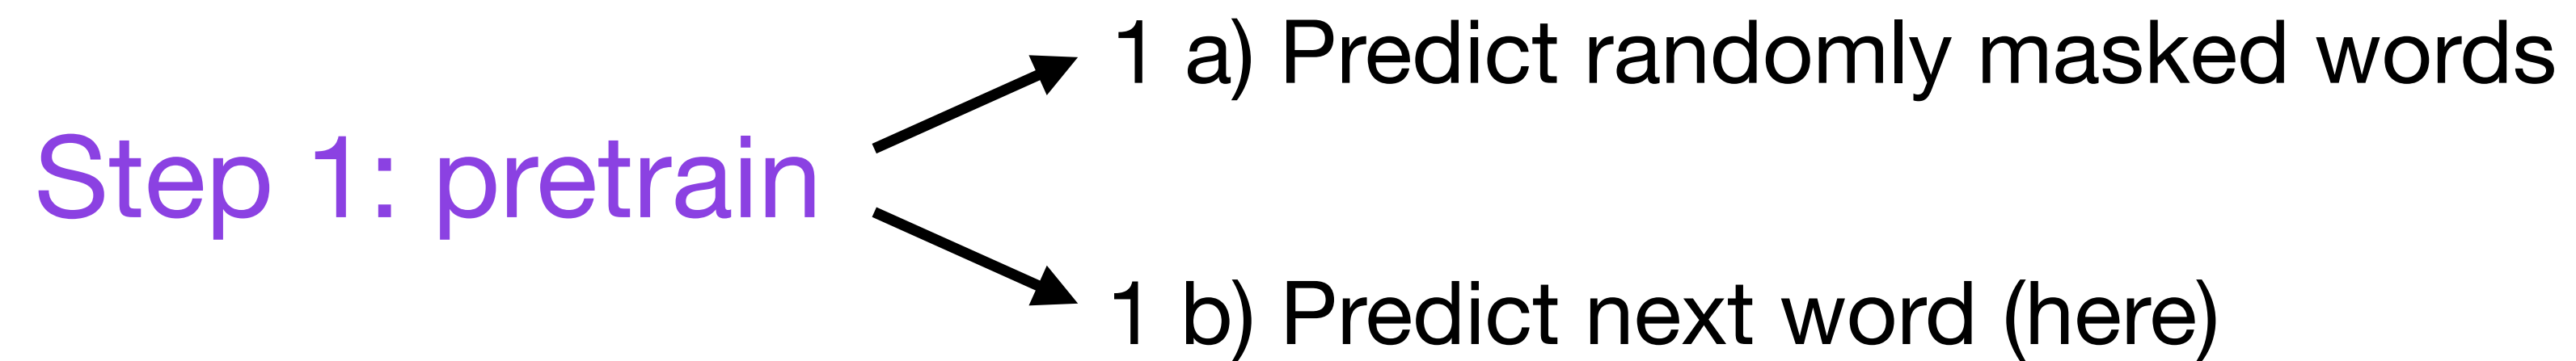 1 a) Predict randomly masked words
Step 1: pretrain
1 b) Predict next word (here)